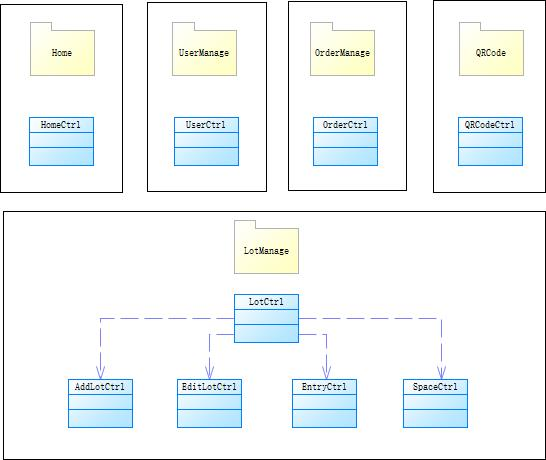 Home
UserManage
OrderManage
QRCode
HomeCtrl
UserCtrl
OrderCtrl
QRCodeCtrl
LotManage
LotCtrl
AddLotCtrl
EditLotCtrl
EntryCtrl
SpaceCtrl